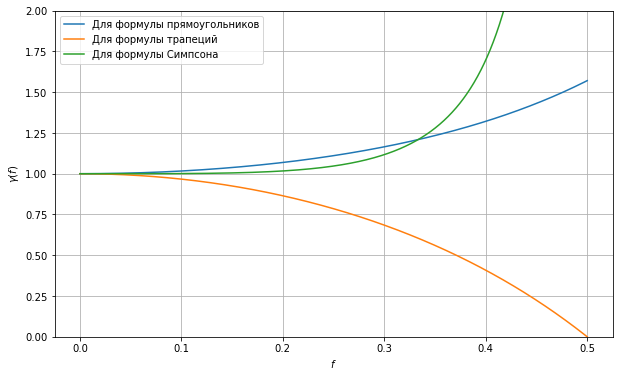 Для формулы прямоугольников
Для формулы трапеций
Для формулы Симпсона
2.00
1.75
1.50
1.25
1.00
0.75
0.50
0.25
0.00
γ(f)
0.0 0.1 0.2 0.3 0.4 0.5
f